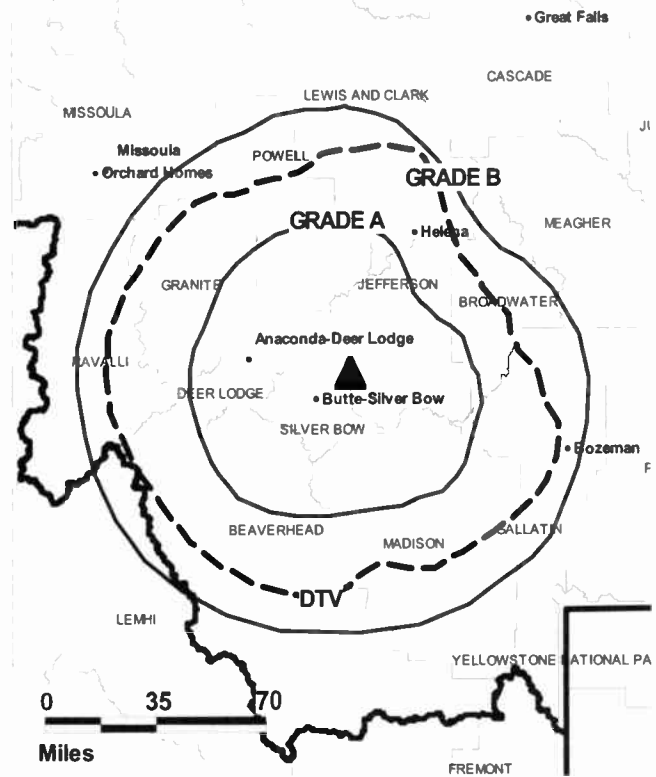 Great Falls
CASCADE
LEWIS AND CLARK
MISSOULA
Missoula
POWELL
Orchard Homes
GRADE B
GRADE A
MEAGHER
Helena
GRANITE
JEFFERSON
BROADWATER
Anaconda-Deer Lodge
RAVALLI
DEER LODGE
Butte-Silver Bow
SILVER BOW
Bozeman
BEAVERHEAD
GALLATIN
MADISON
DTV
LEMHI
YELLOWSTONE NATIONAL PA
0 35 70
Miles
FREMONT